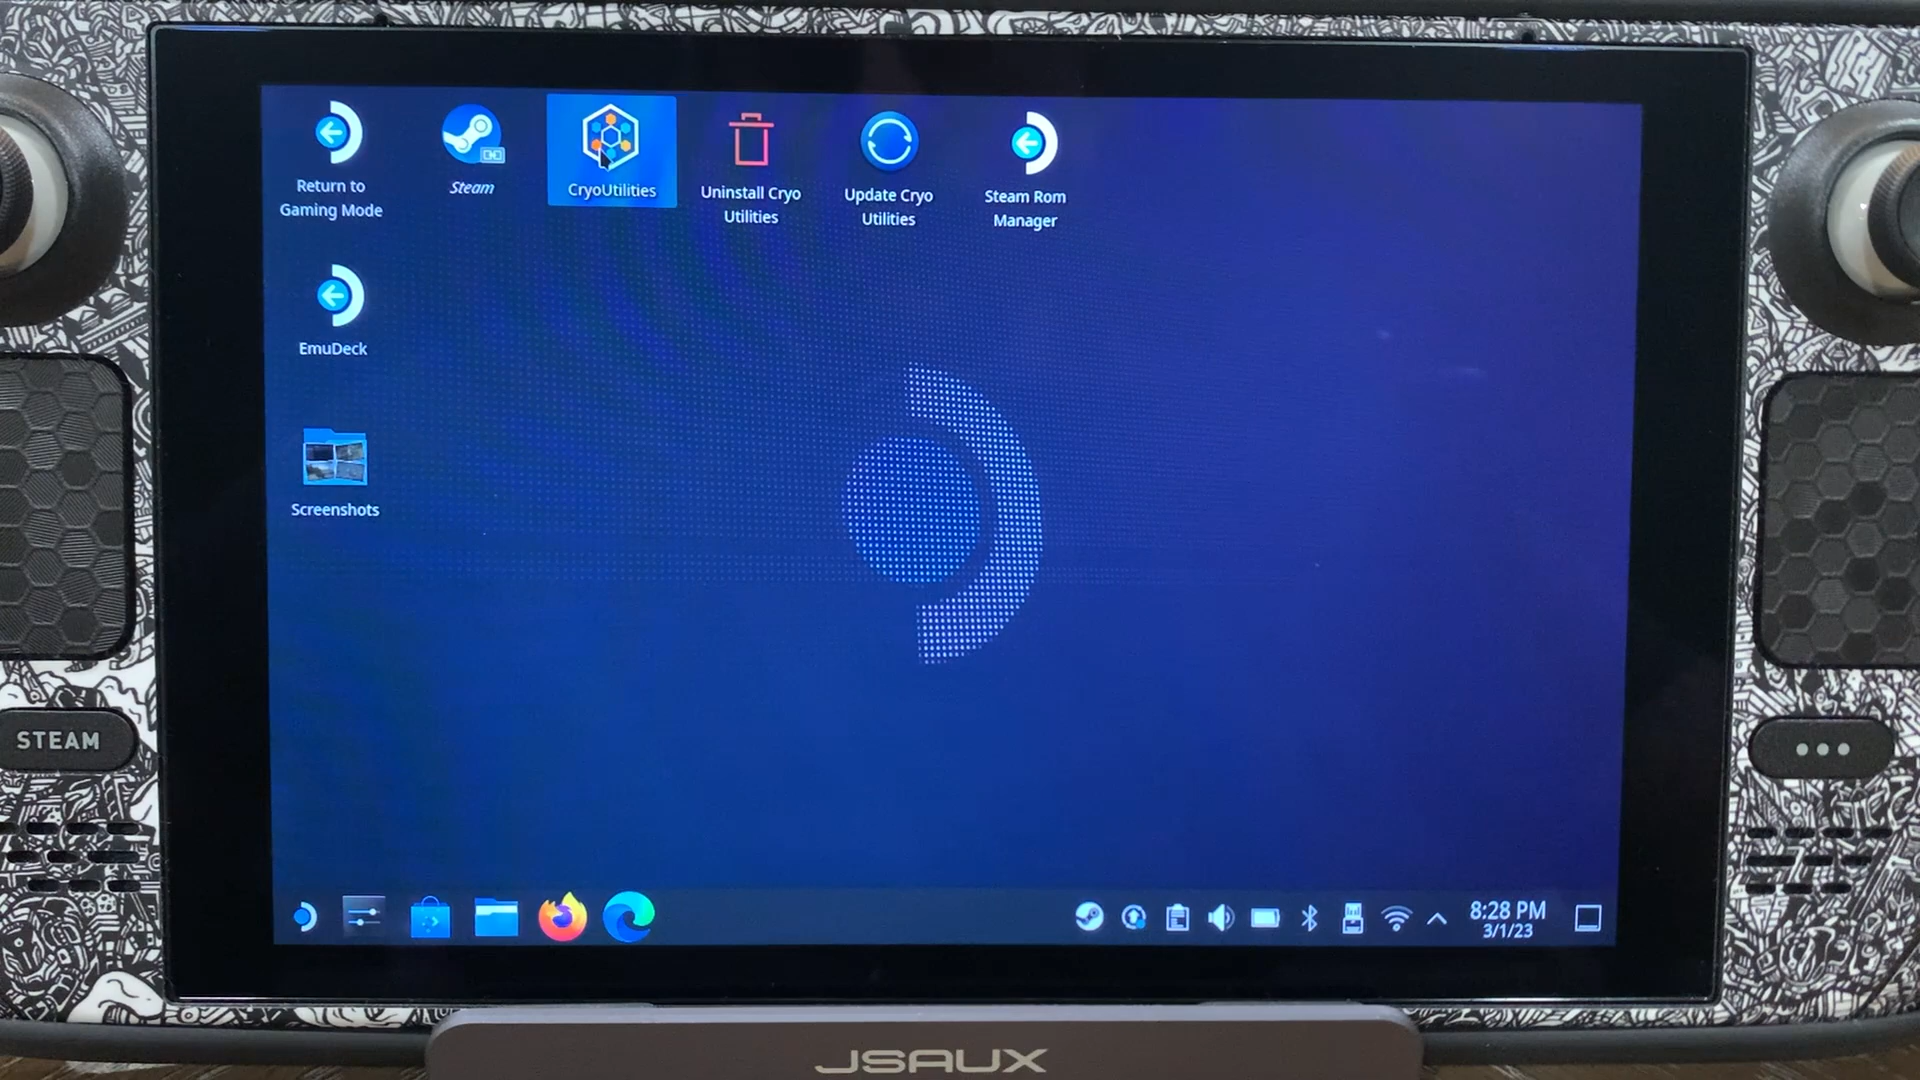 Return to
Gaming Mode
Steam
CryoUtilities
Uninstall Cryo
Utilities
Update Cryo
Utilities
Steam Rom
Manager
EmuDeck
Screenshots
STEAM
8:28 PM
3/1/23
JSAUX